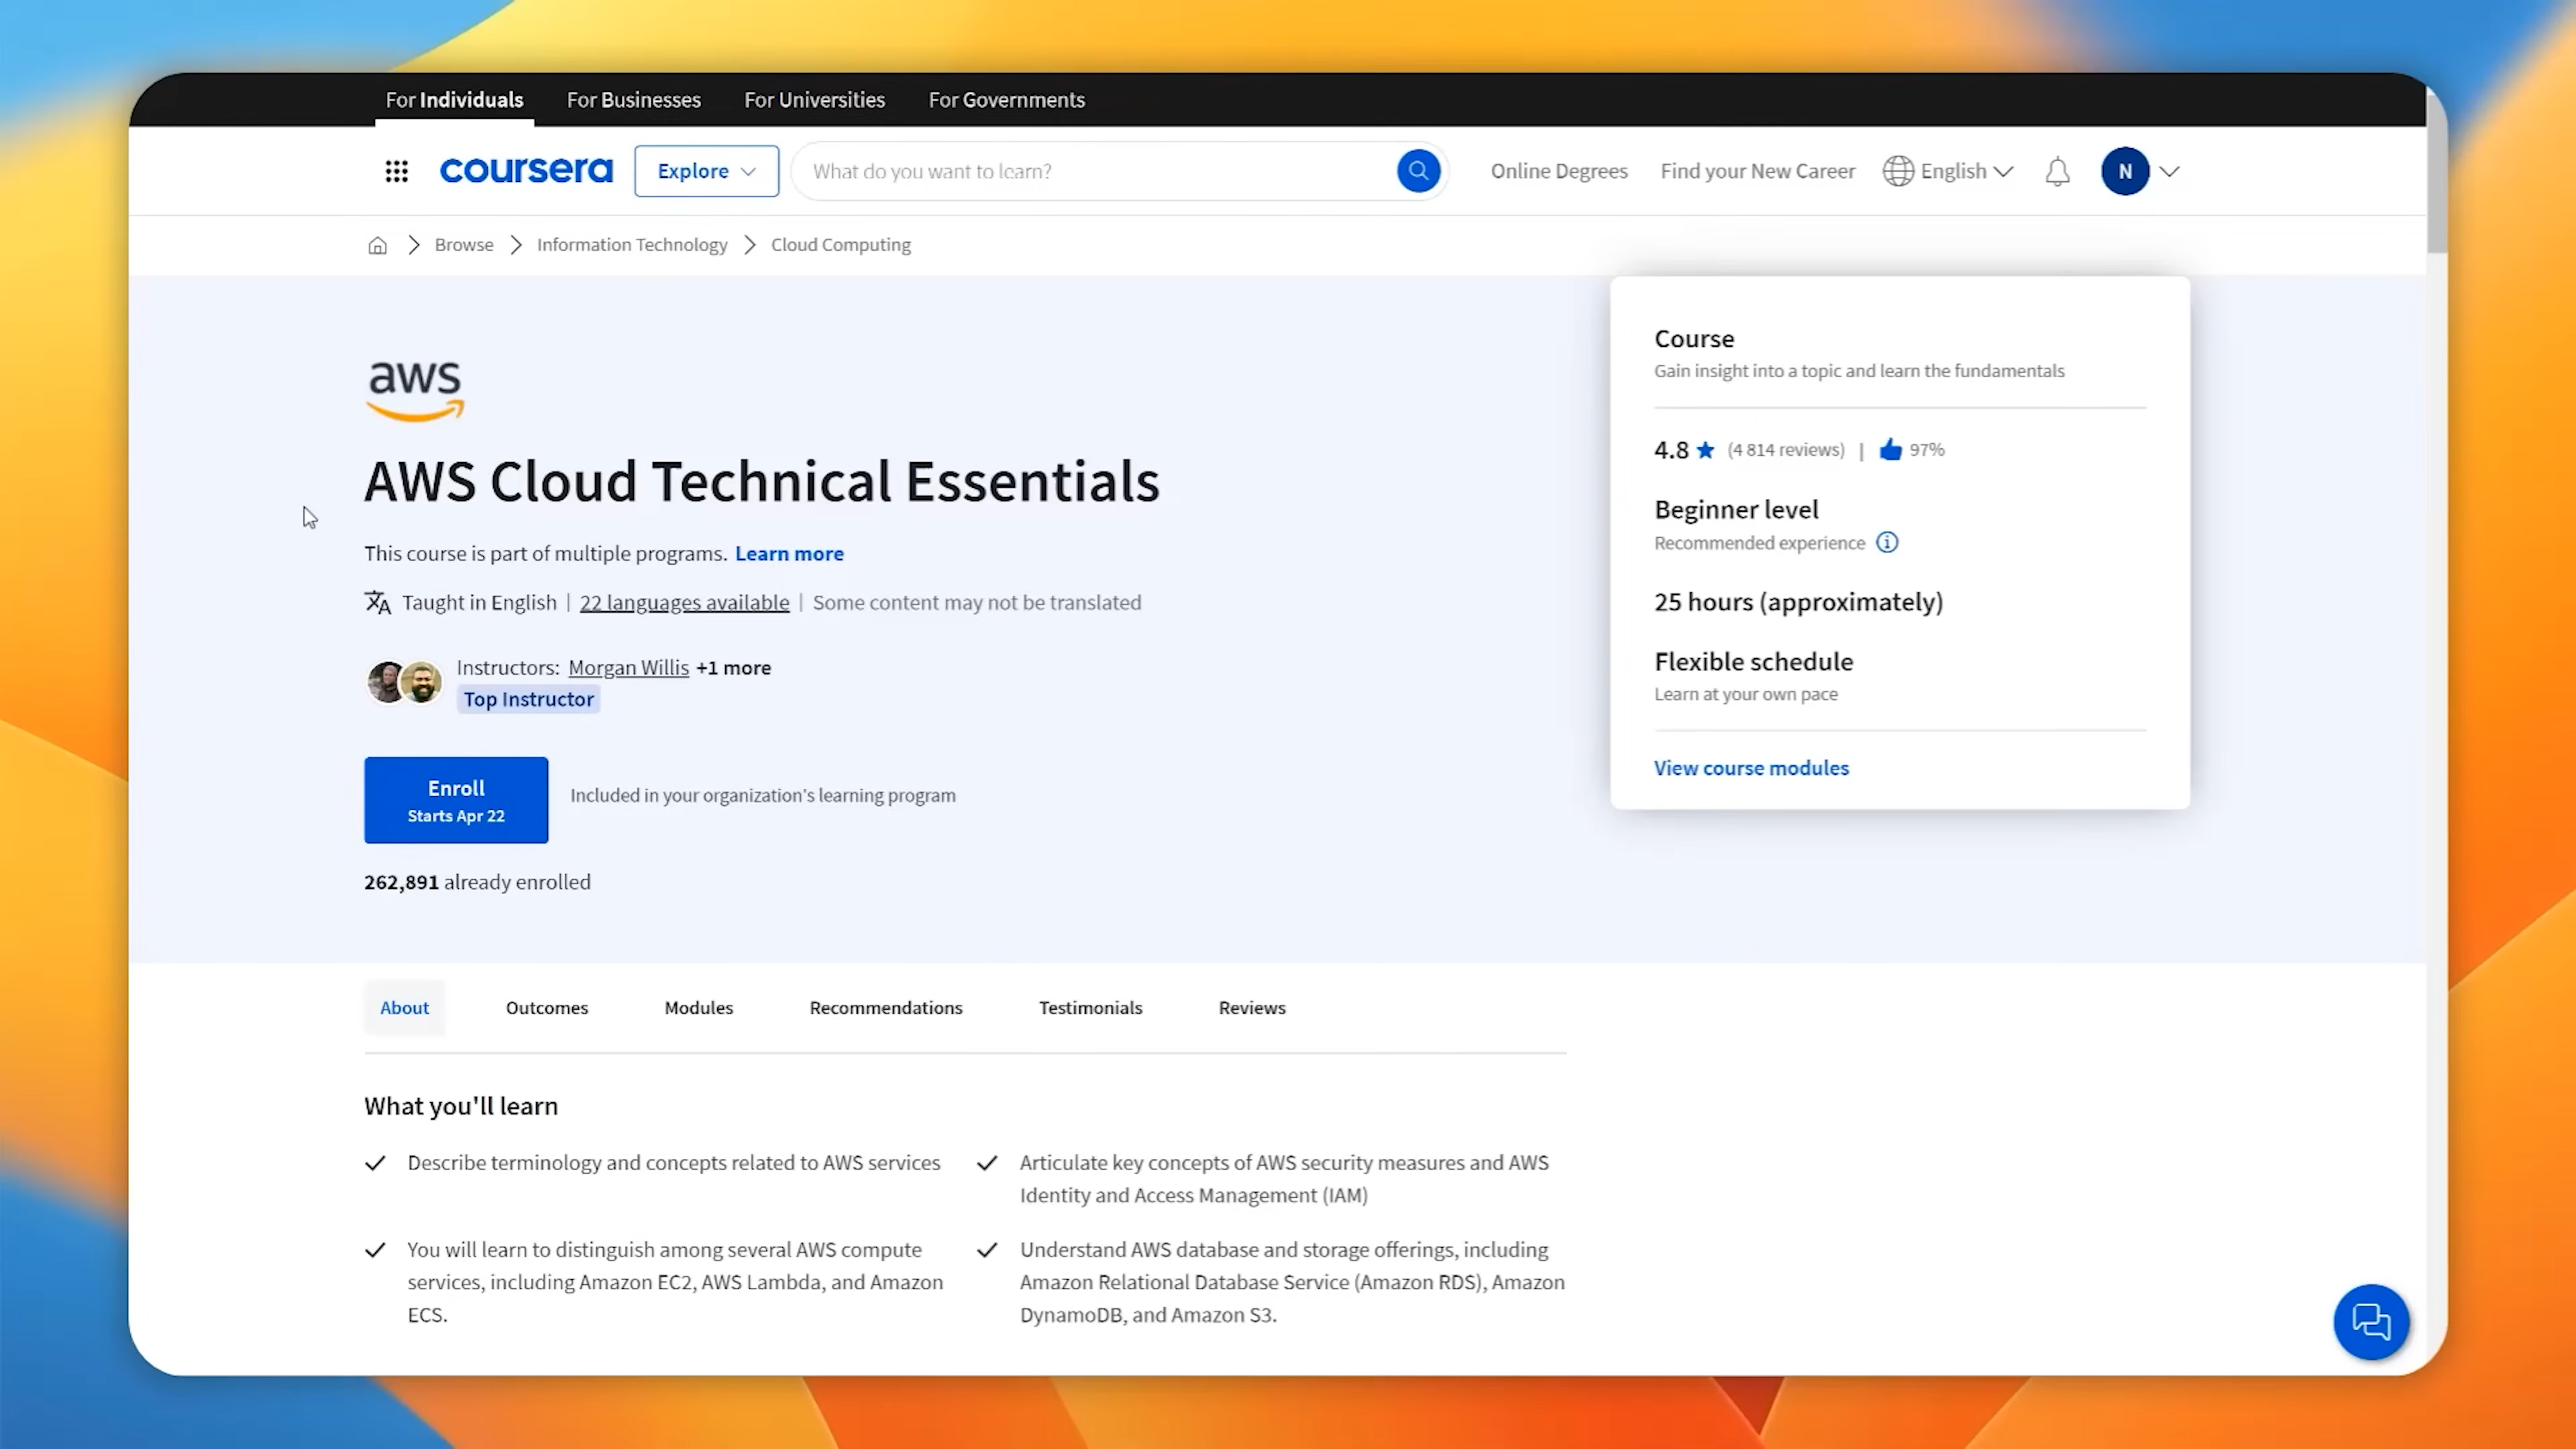 For Individuals For Businesses For Universities For Governments
coursera Explore What do you want to learn? Online Degrees Find your New Career English N
Browse Information Technology Cloud Computing
aws
AWS Cloud Technical Essentials
This course is part of multiple programs. Learn more
Taught in English | 22 languages available | Some content may not be translated
Instructors: Morgan Willis +1 more
Top Instructor
Enroll
Starts Apr 22
Included in your organization's learning program
262,891 already enrolled
Course
Gain insight into a topic and learn the fundamentals
4.8 (4 814 reviews) | 97%
Beginner level
Recommended experience
25 hours (approximately)
Flexible schedule
Learn at your own pace
View course modules
About Outcomes Modules Recommendations Testimonials Reviews
What you'll learn
Describe terminology and concepts related to AWS services
Articulate key concepts of AWS security measures and AWS
Identity and Access Management (IAM)
You will learn to distinguish among several AWS compute
services, including Amazon EC2, AWS Lambda, and Amazon
ECS.
Understand AWS database and storage offerings, including
Amazon Relational Database Service (Amazon RDS), Amazon
DynamoDB, and Amazon S3.